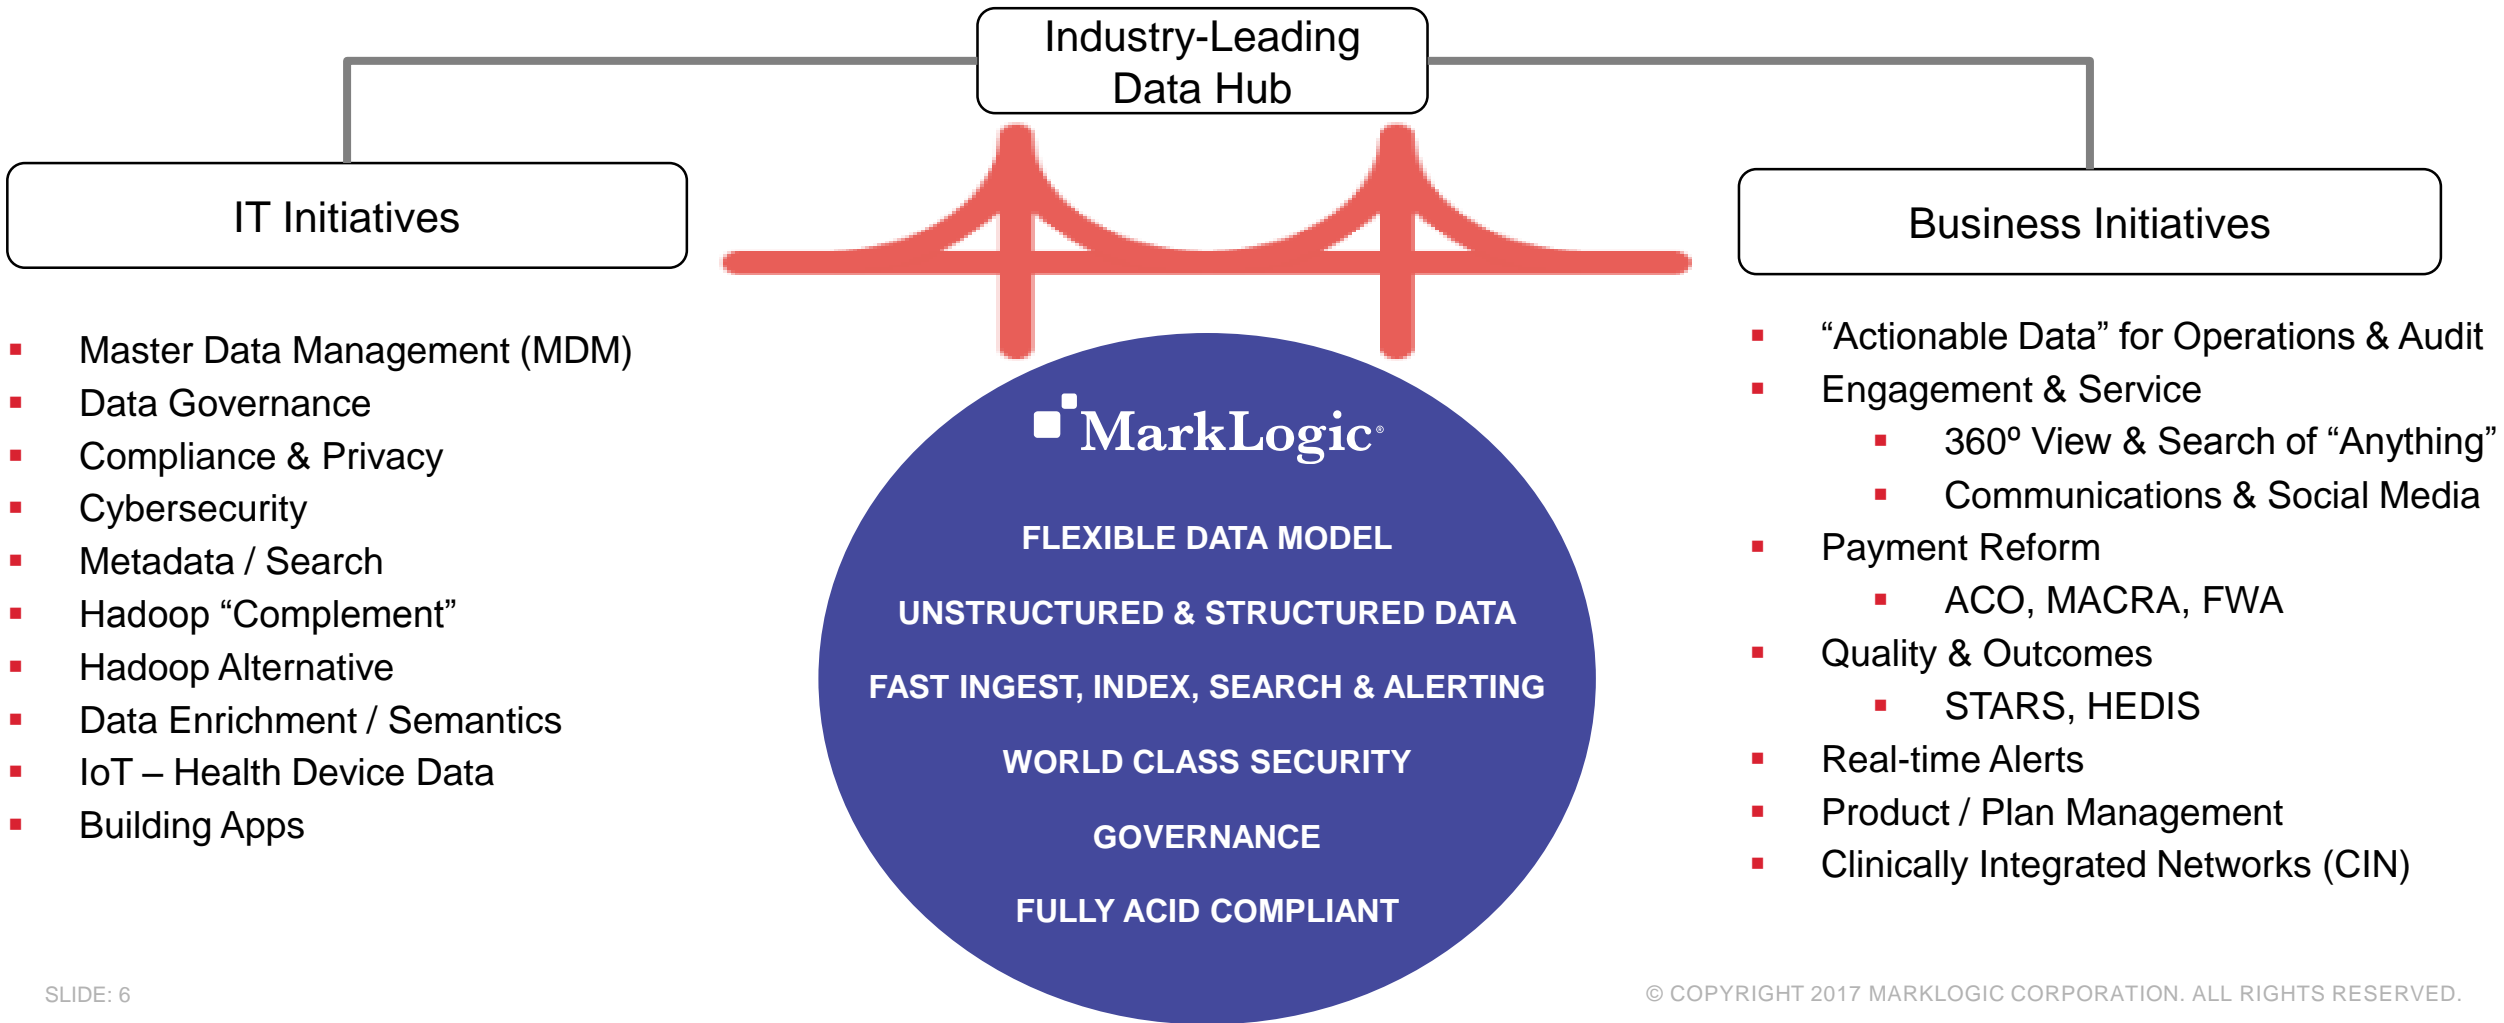 Industry-Leading
Data Hub
IT Initiatives
Master Data Management (MDM)
Data Governance
Compliance & Privacy
Cybersecurity
Metadata / Search
Hadoop “Complement”
Hadoop Alternative
Data Enrichment / Semantics
IoT – Health Device Data
Building Apps
MarkLogic®
FLEXIBLE DATA MODEL
UNSTRUCTURED & STRUCTURED DATA
FAST INGEST, INDEX, SEARCH & ALERTING
WORLD CLASS SECURITY
GOVERNANCE
FULLY ACID COMPLIANT
Business Initiatives
“Actionable Data” for Operations & Audit
Engagement & Service
360º View & Search of “Anything”
Communications & Social Media
Payment Reform
ACO, MACRA, FWA
Quality & Outcomes
STARS, HEDIS
Real-time Alerts
Product / Plan Management
Clinically Integrated Networks (CIN)
SLIDE: 6
© COPYRIGHT 2017 MARKLOGIC CORPORATION. ALL RIGHTS RESERVED.